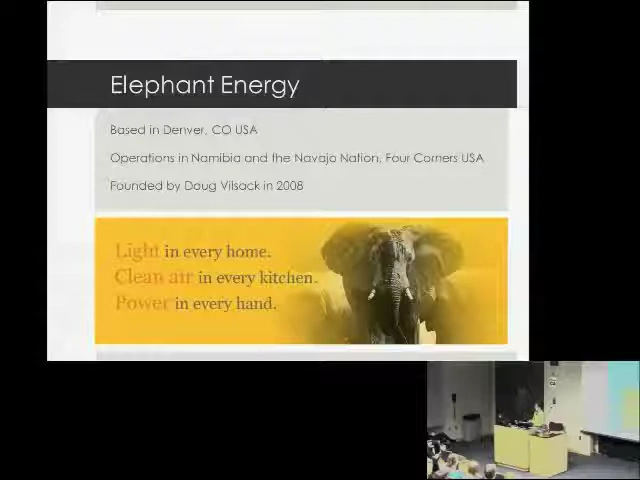 Elephant Energy
Based in Denver, CO USA
Operations in Namibia and the Navajo Nation, Four Corners USA
Founded by Doug Vilsack in 2008
Light in every home.
Clean air in every kitchen.
Power in every hand.